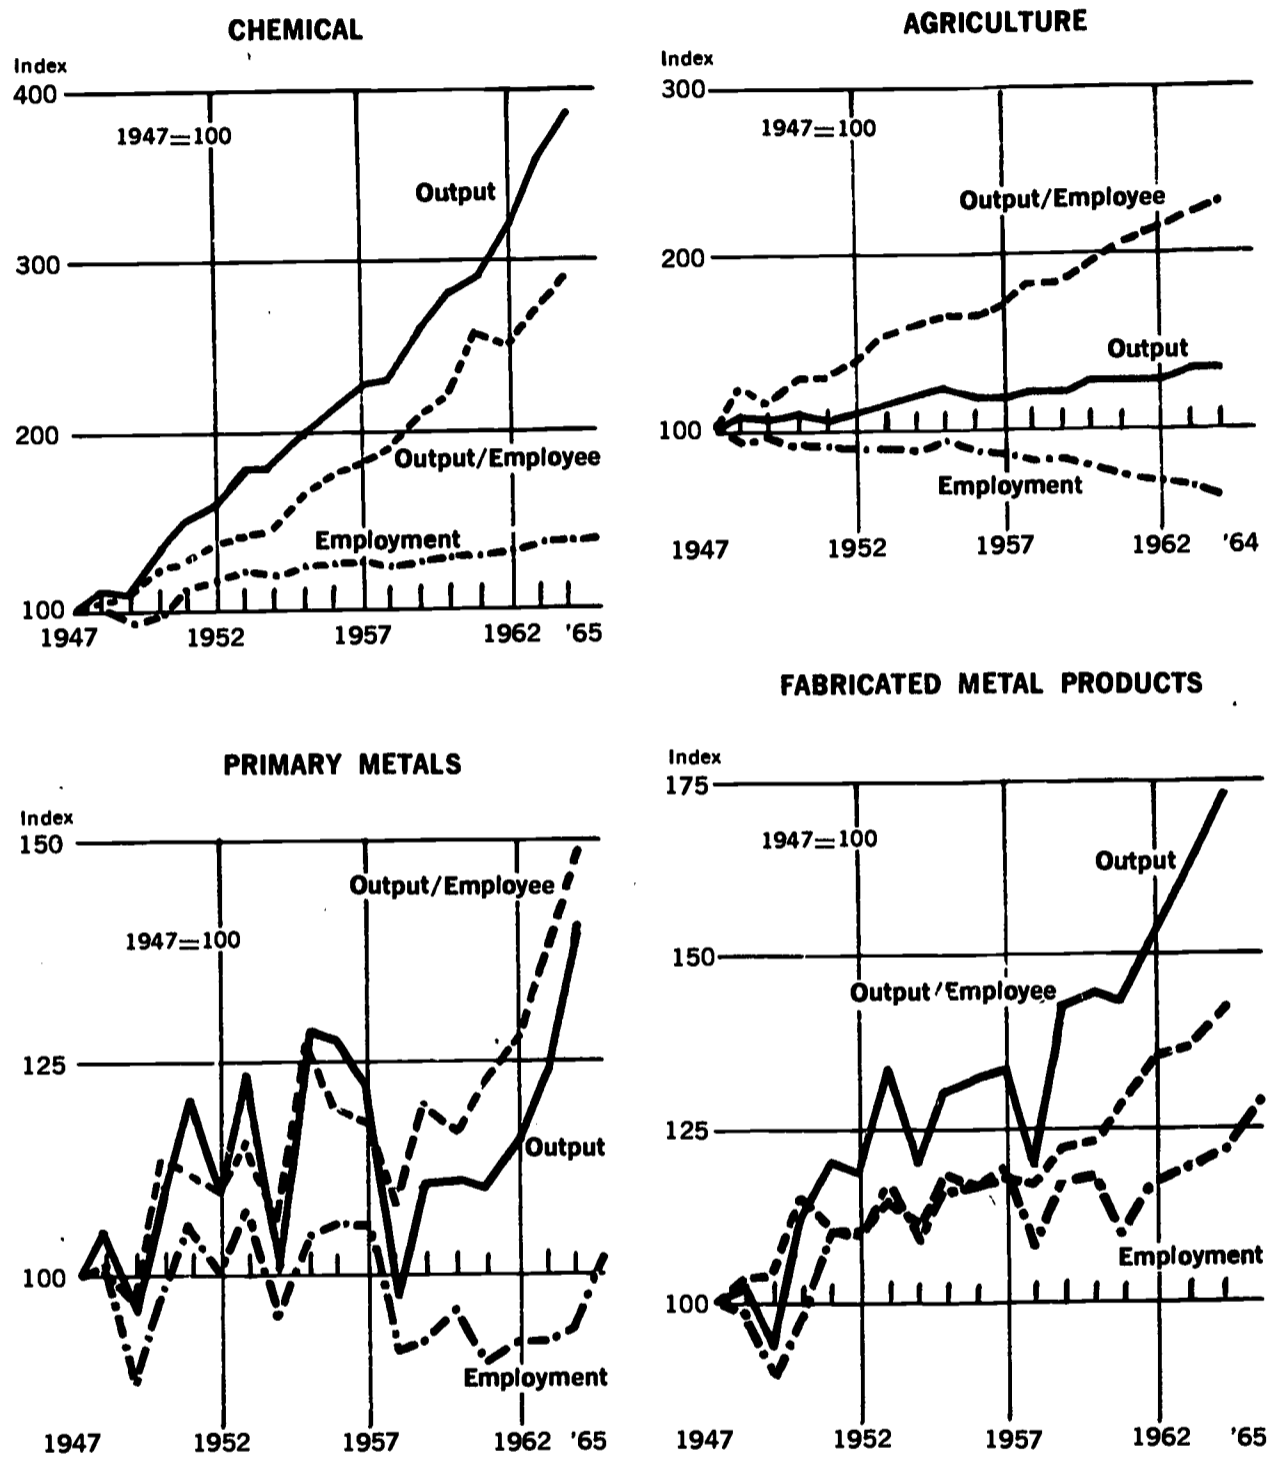 CHEMICAL
Index
400
1947=100
Output
300
200
Output/Employee
Employment
100
1947 1952 1957 1962 '65
AGRICULTURE
Index
300
1947=100
Output/Employee
200
Output
100
Employment
1947 1952 1957 1962 '64
PRIMARY METALS
Index
150
Output/Employee
1947=100
125
Output
100
Employment
1947 1952 1957 1962 '65
FABRICATED METAL PRODUCTS
Index
175
1947=100
Output
150
Output/Employee
125
Employment
100
1947 1952 1957 1962 '65